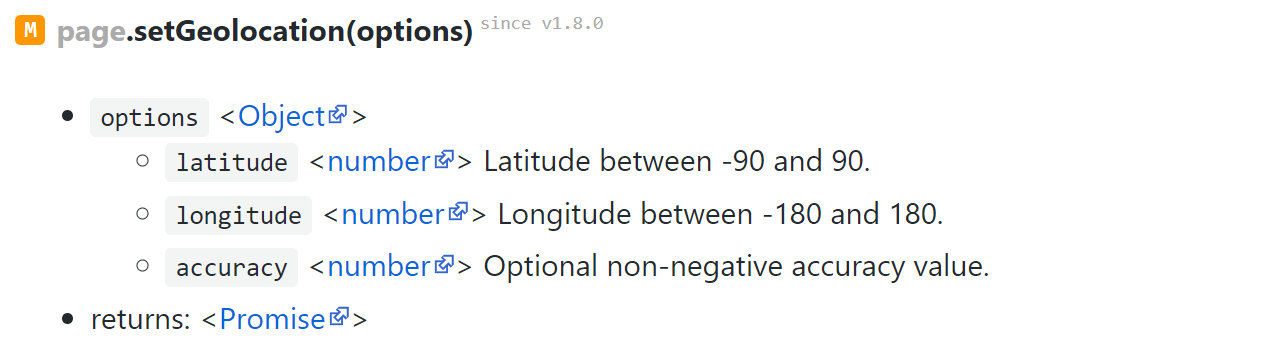 M page.setGeolocation(options) since v1.8.0
options <Object>
latitude <number> Latitude between -90 and 90.
longitude <number> Longitude between -180 and 180.
accuracy <number> Optional non-negative accuracy value.
returns: <Promise>